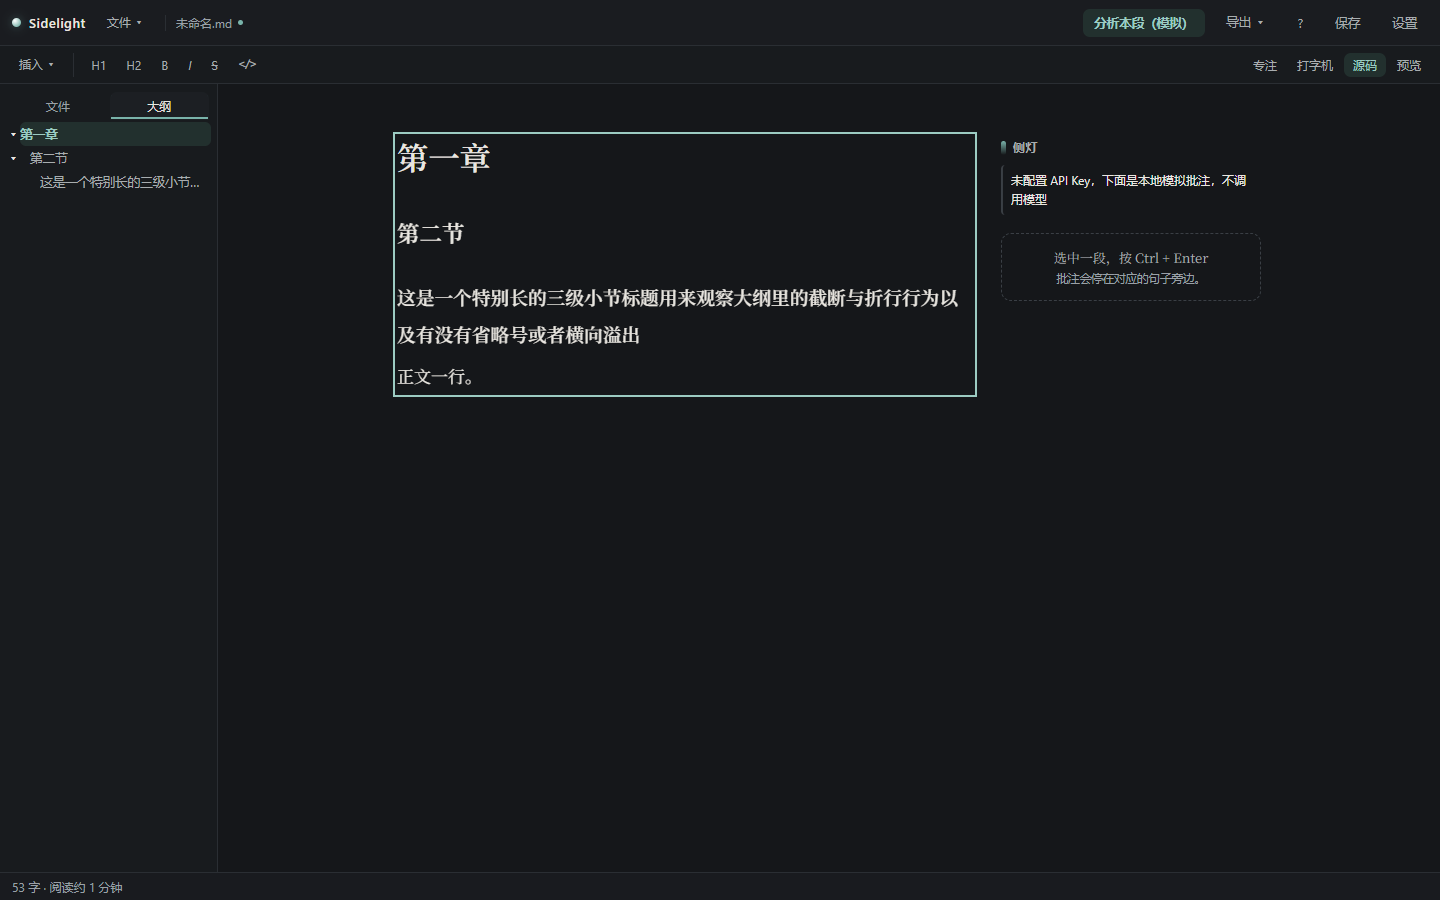 Sidelight 文件 未命名.md 分析本段（模拟） 导出 ? 保存 设置
插入 H1 H2 B I S </> 专注 打字机 源码 预览
文件 大纲
第一章
第二节
这是一个特别长的三级小节...
第一章
第二节
这是一个特别长的三级小节标题用来观察大纲里的截断与折行行为以
及有没有省略号或者横向溢出
正文一行。
侧灯
未配置 API Key，下面是本地模拟批注，不调
用模型
选中一段，按 Ctrl + Enter
批注会停在对应的句子旁边。
53 字 · 阅读约 1 分钟